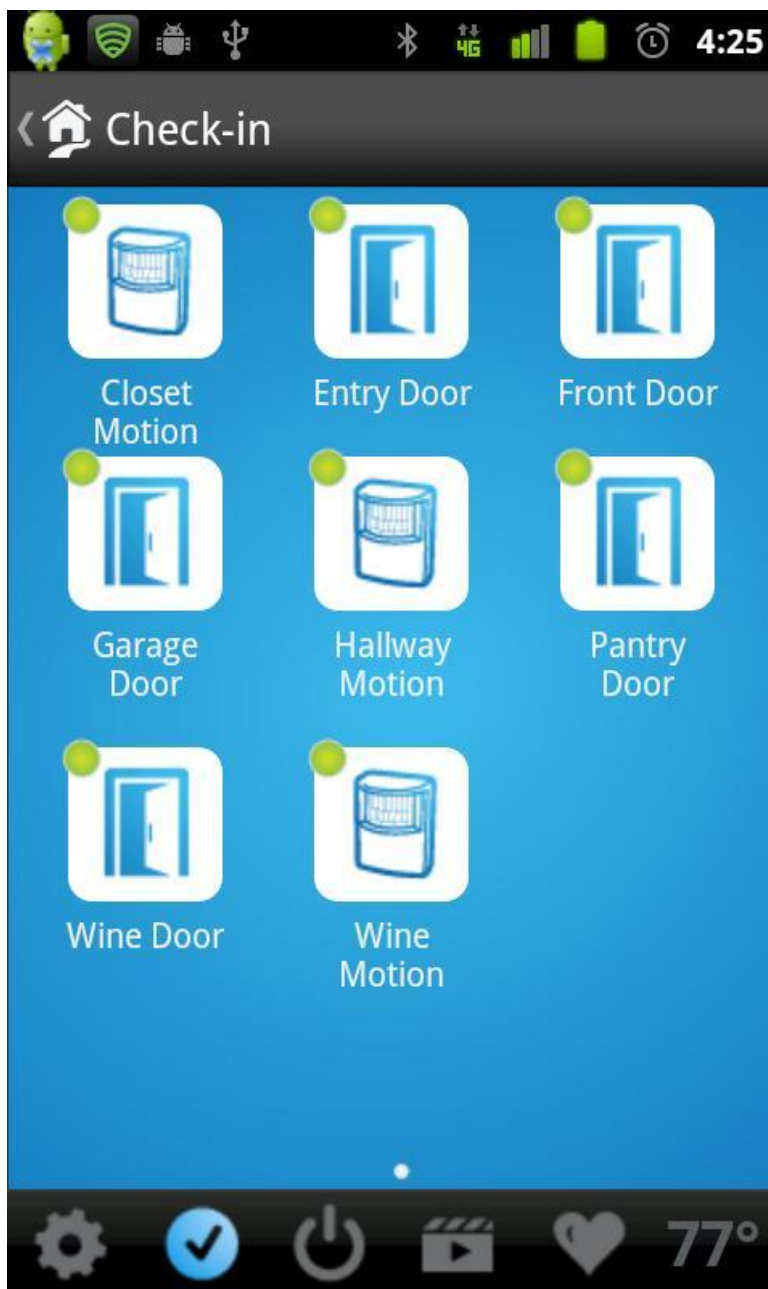 4G 4:25
Check-in
Closet
Motion
Entry Door
Front Door
Garage
Door
Hallway
Motion
Pantry
Door
Wine Door
Wine
Motion
77°